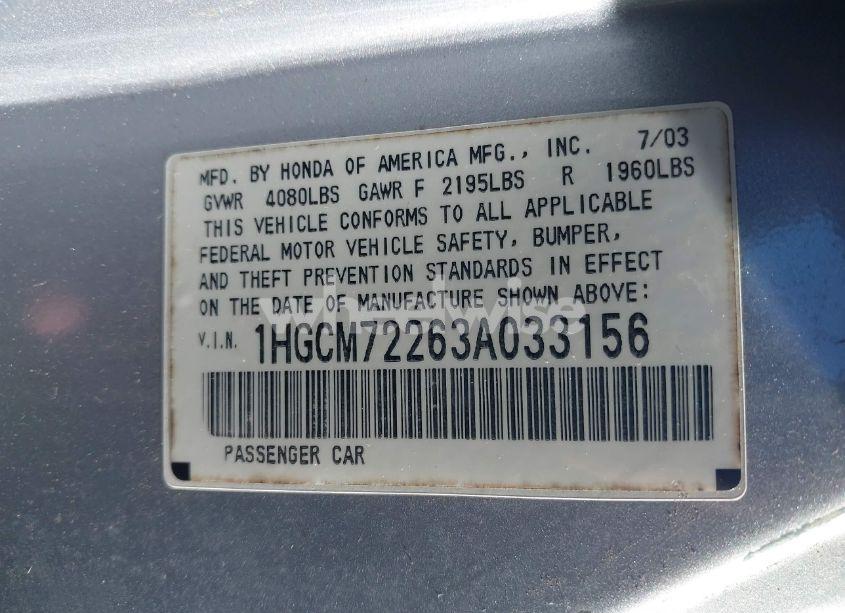 MFD. BY HONDA OF AMERICA MFG., INC. 7/03
GVWR 4080LBS GAWR F 2195LBS R 1960LBS
THIS VEHICLE CONFORMS TO ALL APPLICABLE
FEDERAL MOTOR VEHICLE SAFETY, BUMPER,
AND THEFT PREVENTION STANDARDS IN EFFECT
ON THE DATE OF MANUFACTURE SHOWN ABOVE:
Wheelwise
V.I.N. 1HGCM72263A033156
PASSENGER CAR